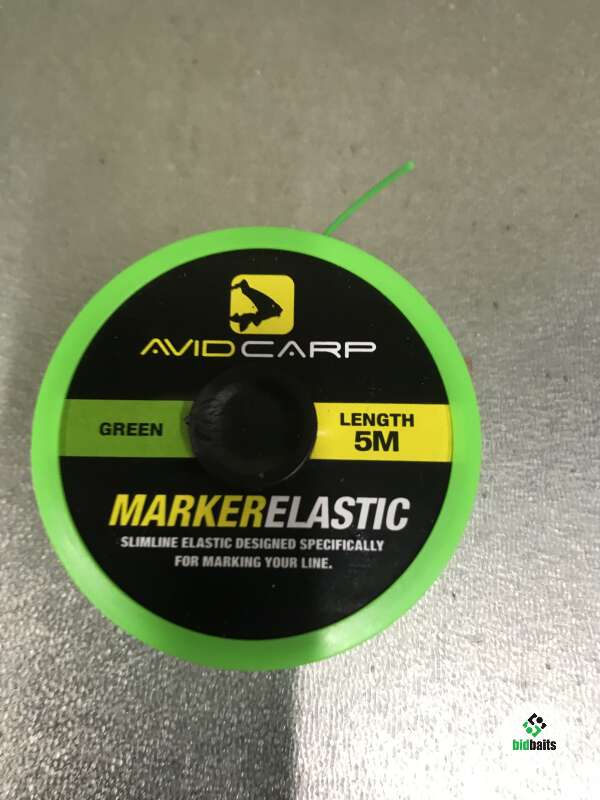 AVIDCARP
GREEN
LENGTH
5M
MARKERELASTIC
SLIMLINE ELASTIC DESIGNED SPECIFICALLY
FOR MARKING YOUR LINE.
bidbaits